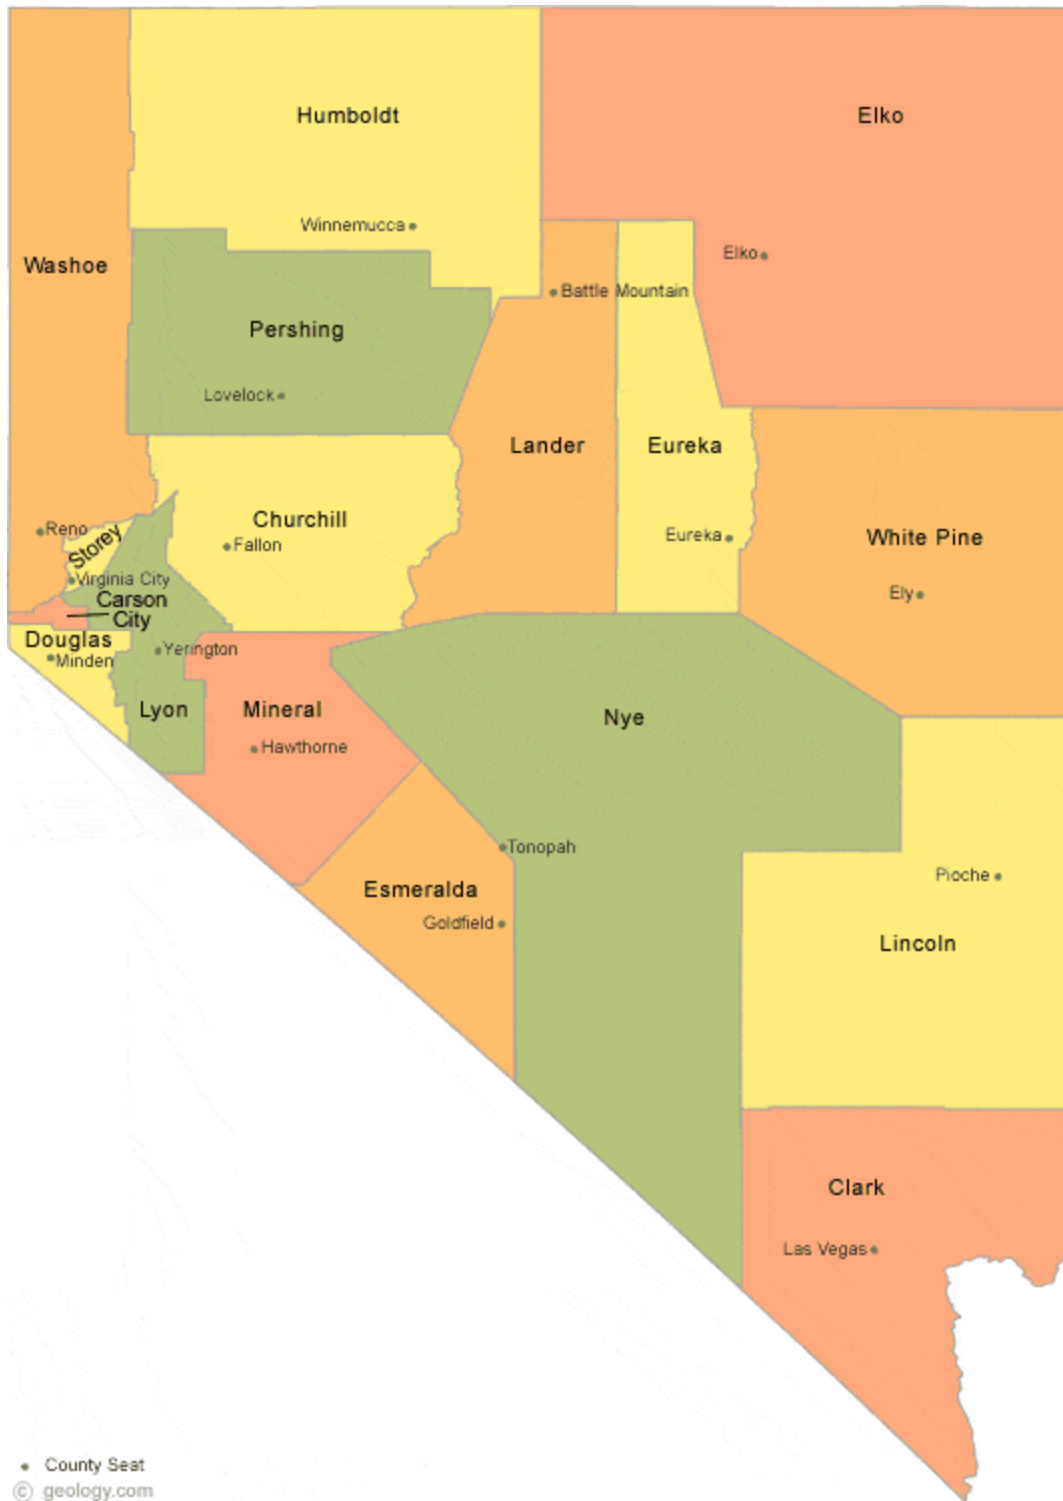 Humboldt
Elko
Winnemucca
Elko
Washoe
Battle Mountain
Pershing
Lovelock
Lander
Eureka
Churchill
Reno
Storey
Fallon
Eureka
White Pine
Virginia City
Ely
Carson
City
Douglas
Minden
Yerington
Lyon
Mineral
Nye
Hawthorne
Tonopah
Esmeralda
Pioche
Goldfield
Lincoln
Clark
Las Vegas
County Seat
© geology.com